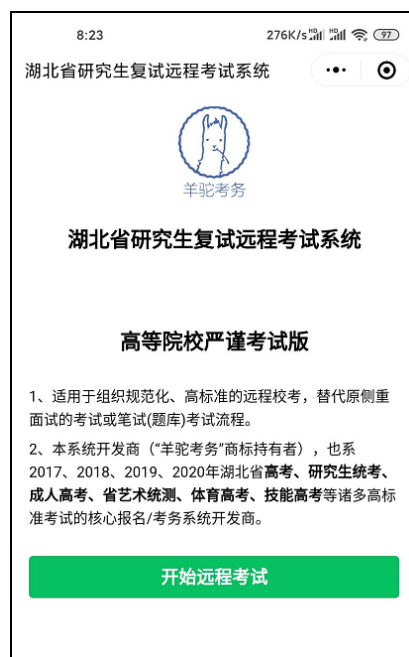 8:23
276K/s HD HD 97
湖北省研究生复试远程考试系统
羊驼考务
湖北省研究生复试远程考试系统
高等院校严谨考试版
1、适用于组织规范化、高标准的远程校考，替代原侧重
面试的考试或笔试(题库)考试流程。
2、本系统开发商（“羊驼考务”商标持有者），也系
2017、2018、2019、2020年湖北省高考、研究生统考、
成人高考、省艺术统测、体育高考、技能高考等诸多高标
准考试的核心报名/考务系统开发商。
开始远程考试